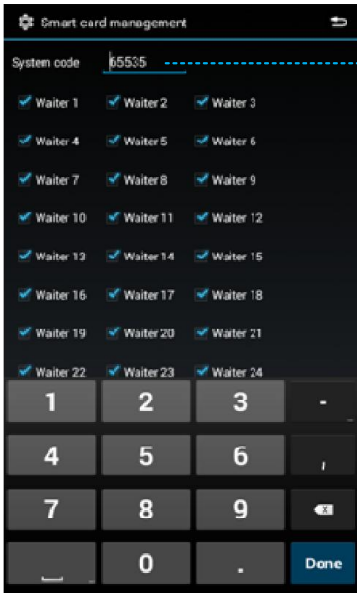 Smart card management
System code 65535
Waiter 1 Waiter 2 Waiter 3
Waiter 4 Waiter 5 Waiter 6
Waiter 7 Waiter 8 Waiter 9
Waiter 10 Waiter 11 Waiter 12
Waiter 13 Waiter 14 Waiter 15
Waiter 16 Waiter 17 Waiter 18
Waiter 19 Waiter 20 Waiter 21
Waiter 22 Waiter 23 Waiter 24
1 2 3 -
4 5 6 ,
7 8 9
0 . Done